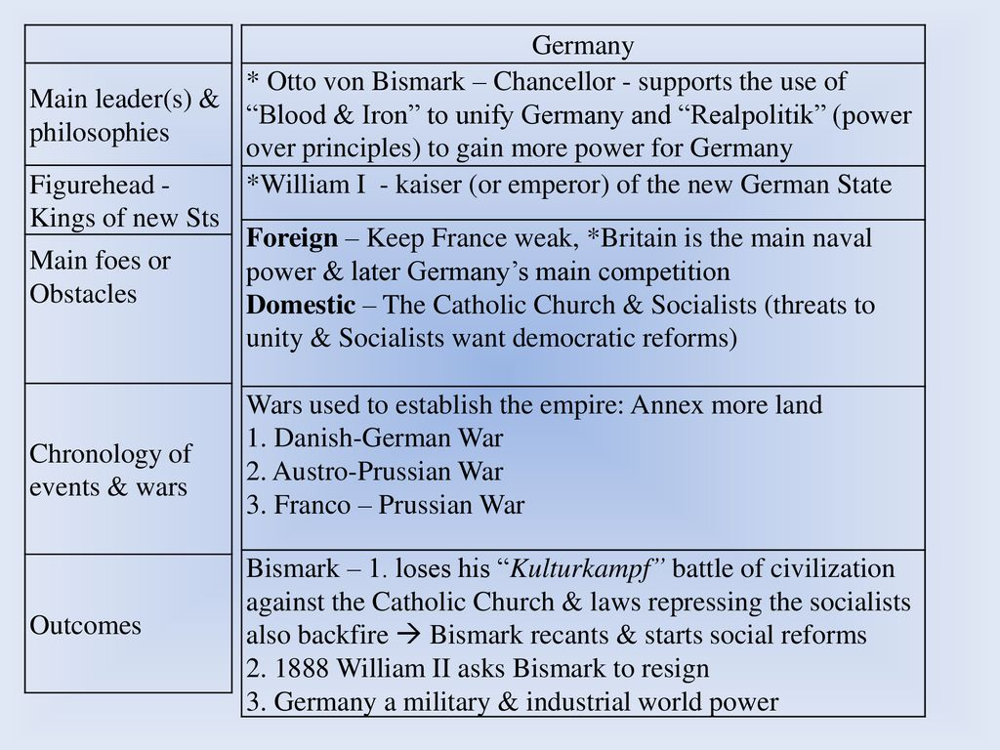 Germany
Main leader(s) &
philosophies
* Otto von Bismark – Chancellor - supports the use of
“Blood & Iron” to unify Germany and “Realpolitik” (power
over principles) to gain more power for Germany
Figurehead -
Kings of new Sts
*William I  - kaiser (or emperor) of the new German State
Main foes or
Obstacles
Foreign – Keep France weak, *Britain is the main naval
power & later Germany’s main competition
Domestic – The Catholic Church & Socialists (threats to
unity & Socialists want democratic reforms)
Chronology of
events & wars
Wars used to establish the empire: Annex more land
1. Danish-German War
2. Austro-Prussian War
3. Franco – Prussian War
Outcomes
Bismark – 1. loses his “Kulturkampf” battle of civilization
against the Catholic Church & laws repressing the socialists
also backfire → Bismark recants & starts social reforms
2. 1888 William II asks Bismark to resign
3. Germany a military & industrial world power